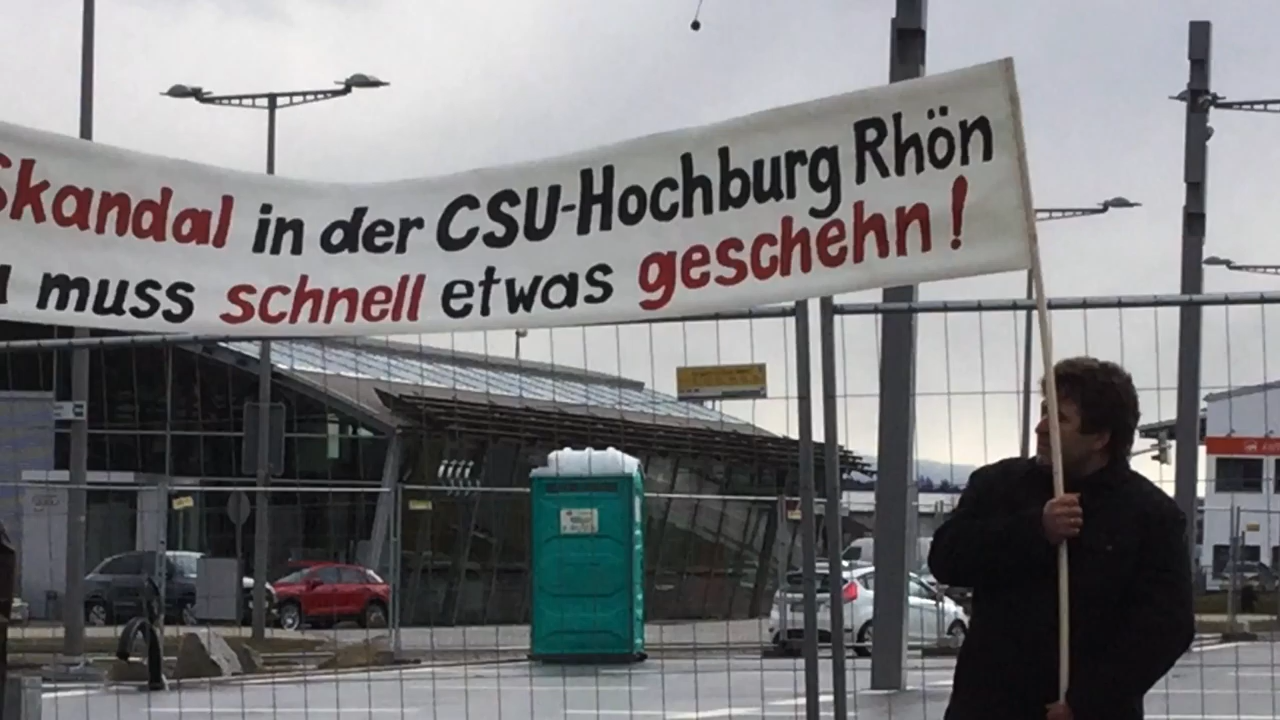 Skandal in der CSU-Hochburg Rhön
muss schnell etwas geschehn!